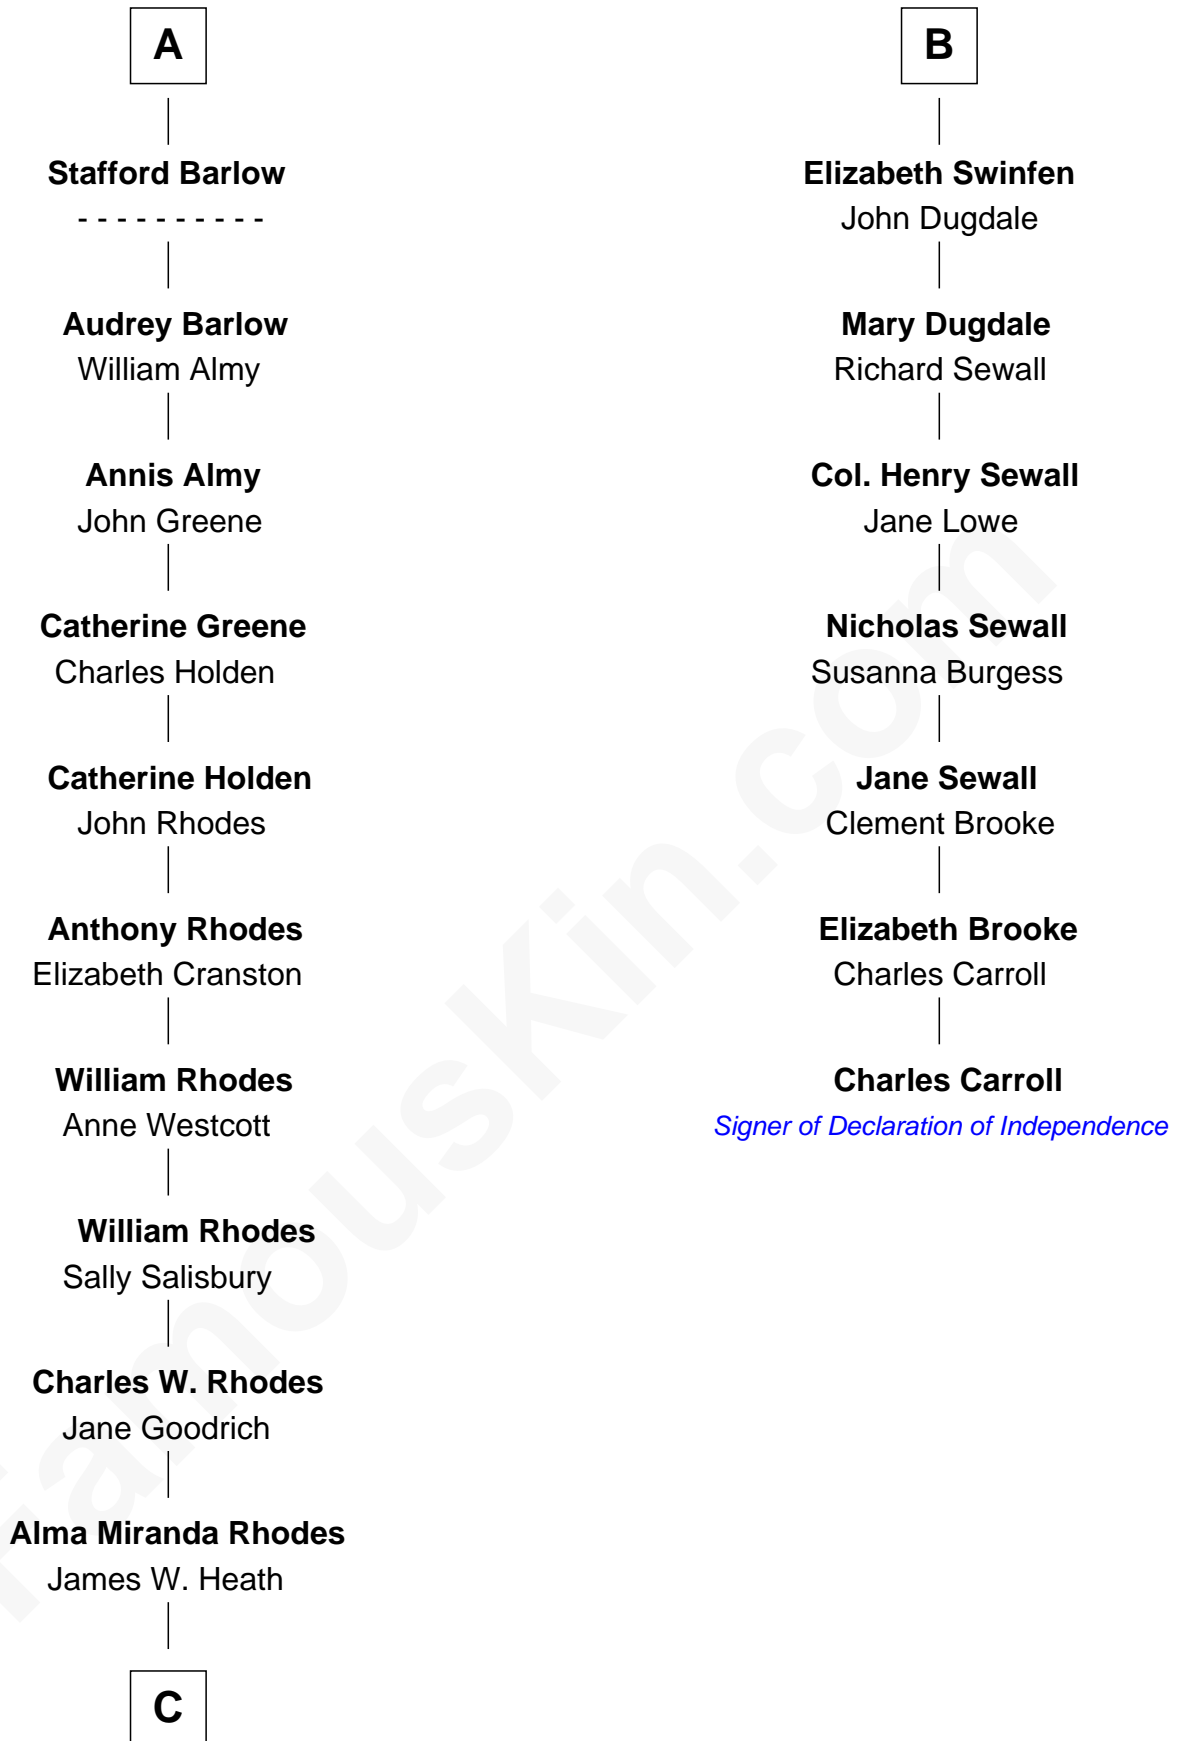 A
Stafford Barlow
- - - - - - - - - -
Audrey Barlow
William Almy
Annis Almy
John Greene
Catherine Greene
Charles Holden
Catherine Holden
John Rhodes
Anthony Rhodes
Elizabeth Cranston
William Rhodes
Anne Westcott
William Rhodes
Sally Salisbury
Charles W. Rhodes
Jane Goodrich
Alma Miranda Rhodes
James W. Heath
C
B
Elizabeth Swinfen
John Dugdale
Mary Dugdale
Richard Sewall
Col. Henry Sewall
Jane Lowe
Nicholas Sewall
Susanna Burgess
Jane Sewall
Clement Brooke
Elizabeth Brooke
Charles Carroll
Charles Carroll
Signer of Declaration of Independence
FamousKin.com